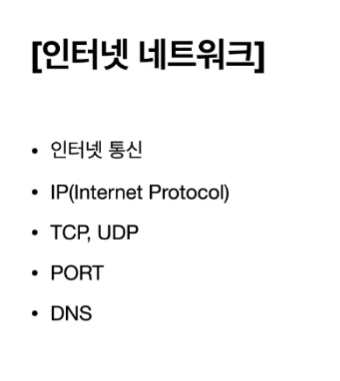 [인터넷 네트워크]
• 인터넷 통신
• IP(Internet Protocol)
• TCP, UDP
• PORT
• DNS